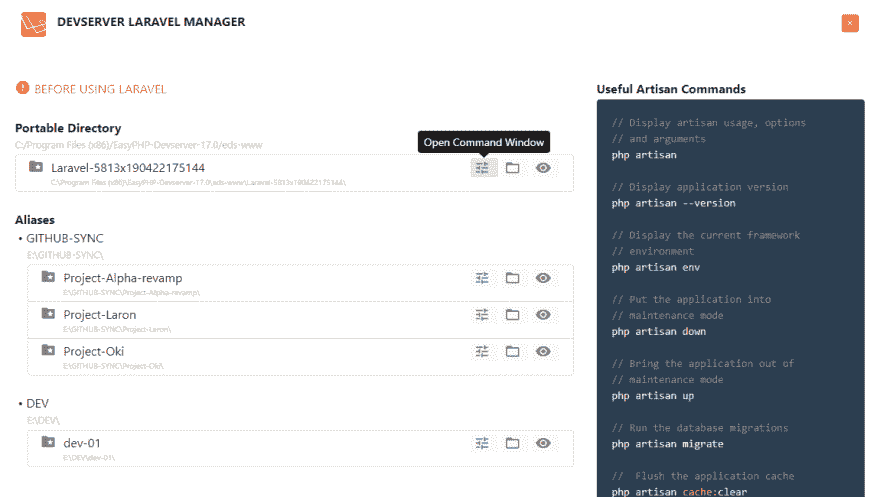 DEVSERVER LARAVEL MANAGER
×
BEFORE USING LARAVEL
Portable Directory
C:/Program Files (x86)/EasyPHP-Devserver-17.0/eds-www
Open Command Window
Laravel-5813x190422175144
C:\Program Files (x86)\EasyPHP-Devserver-17.0\eds-www\Laravel-5813x190422175144\
Aliases
• GITHUB-SYNC
E:\GITHUB-SYNC\
Project-Alpha-revamp
E:\GITHUB-SYNC\Project-Alpha-revamp\
Project-Laron
E:\GITHUB-SYNC\Project-Laron\
Project-Oki
E:\GITHUB-SYNC\Project-Oki\
• DEV
E:\DEV\
dev-01
E:\DEV\dev-01\
Useful Artisan Commands
// Display artisan usage, options
// and arguments
php artisan
// Display application version
php artisan --version
// Display the current framework
// environment
php artisan env
// Put the application into
// maintenance mode
php artisan down
// Bring the application out of
// maintenance mode
php artisan up
// Run the database migrations
php artisan migrate
// Flush the application cache
php artisan cache:clear